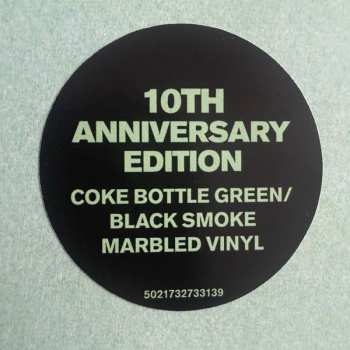 10TH
ANNIVERSARY
EDITION
COKE BOTTLE GREEN/
BLACK SMOKE
MARBLED VINYL
5021732733139